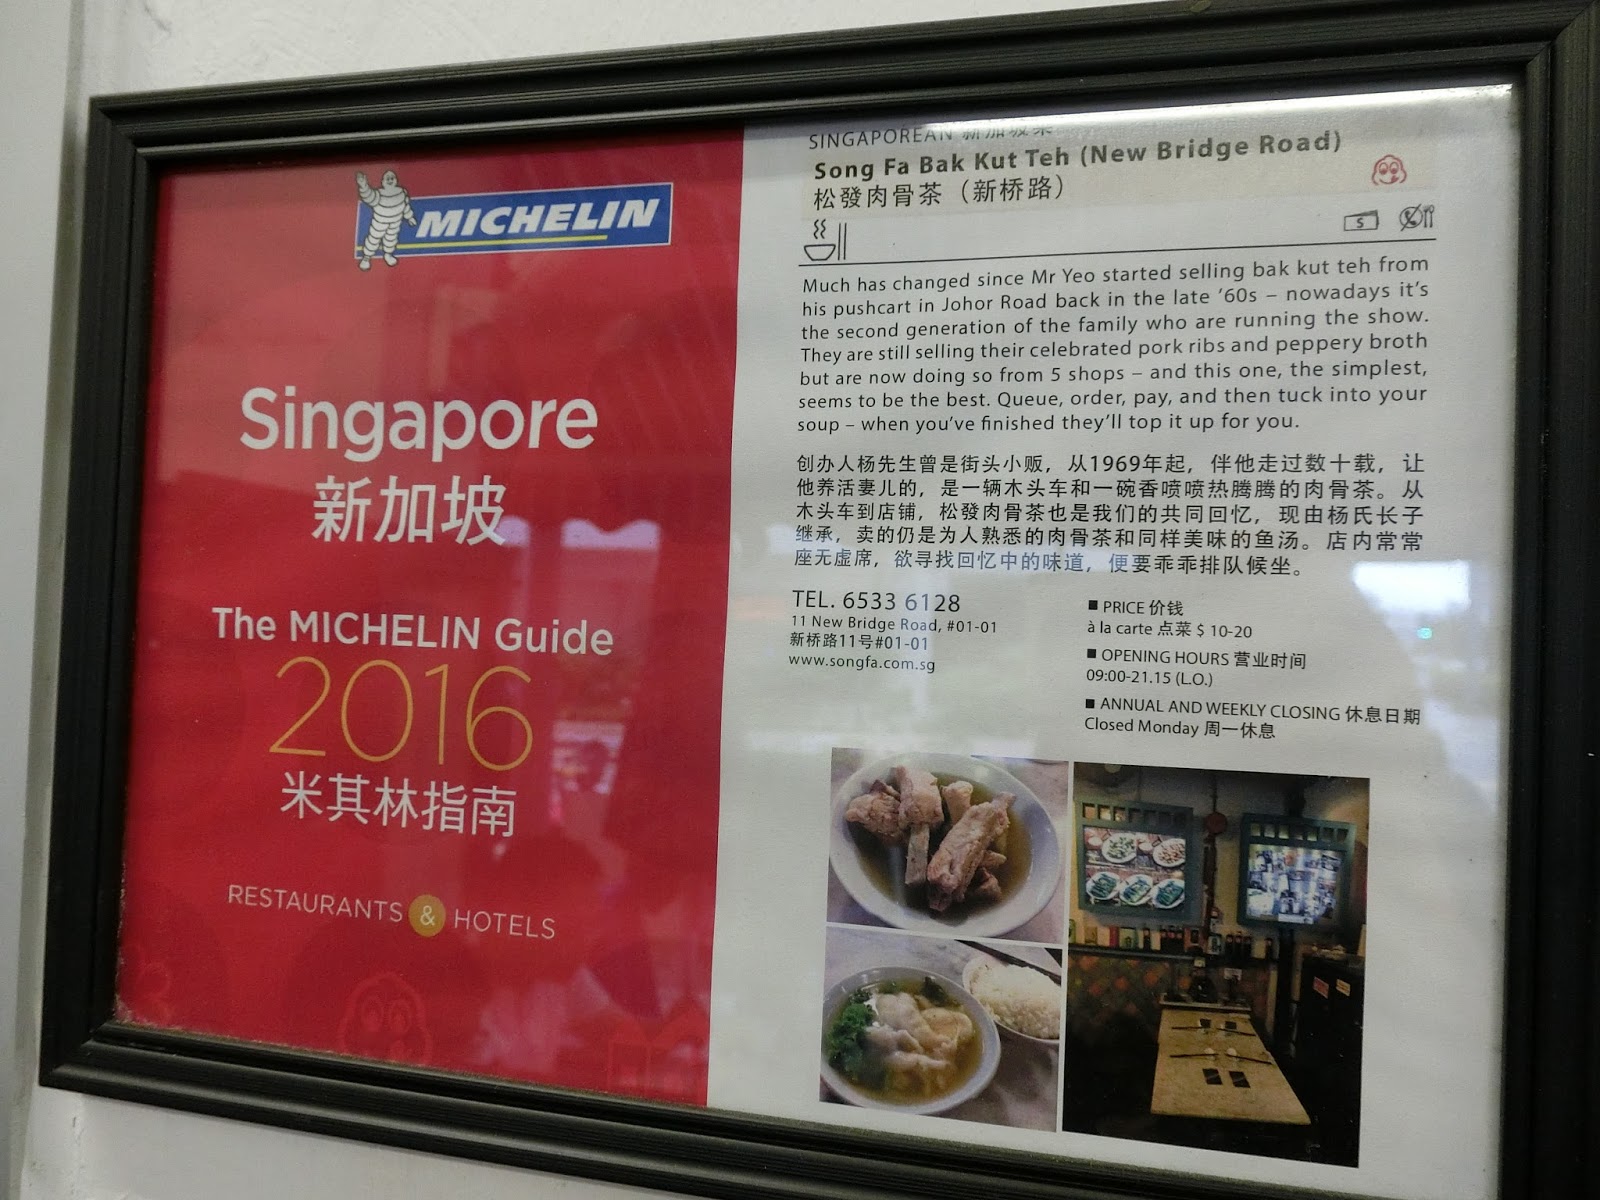 MICHELIN
Singapore
新加坡
The MICHELIN Guide
2016
米其林指南
RESTAURANTS & HOTELS
SINGAPOREAN 新加坡菜
Song Fa Bak Kut Teh (New Bridge Road)
松發肉骨茶（新桥路）
$
Much has changed since Mr Yeo started selling bak kut teh from
his pushcart in Johor Road back in the late '60s – nowadays it's
the second generation of the family who are running the show.
They are still selling their celebrated pork ribs and peppery broth
but are now doing so from 5 shops – and this one, the simplest,
seems to be the best. Queue, order, pay, and then tuck into your
soup – when you've finished they'll top it up for you.
创办人杨先生曾是街头小贩，从1969年起，伴他走过数十载，让
他养活妻儿的，是一辆木头车和一碗香喷喷热腾腾的肉骨茶。从
木头车到店铺，松發肉骨茶也是我们的共同回忆，现由杨氏长子
继承，卖的仍是为人熟悉的肉骨茶和同样美味的鱼汤。店内常常
座无虚席，欲寻找回忆中的味道，便要乖乖排队候坐。
TEL. 6533 6128
11 New Bridge Road, #01-01
新桥路11号#01-01
www.songfa.com.sg
■ PRICE 价钱
à la carte 点菜 $ 10-20
■ OPENING HOURS 营业时间
09:00-21.15 (L.O.)
■ ANNUAL AND WEEKLY CLOSING 休息日期
Closed Monday 周一休息